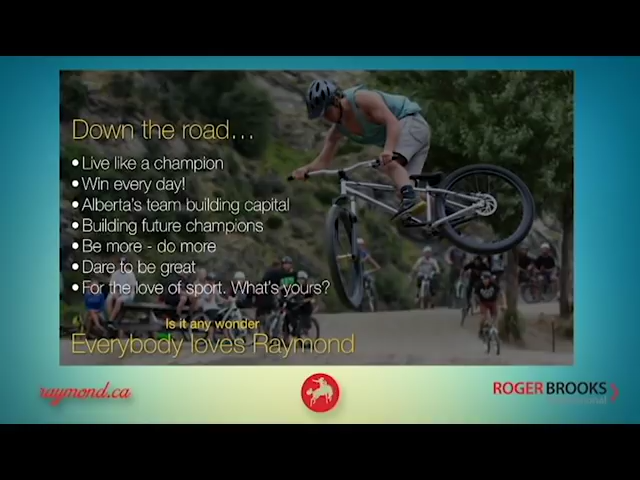 Down the road…
• Live like a champion
• Win every day!
• Alberta's team building capital
• Building future champions
• Be more - do more
• Dare to be great
• For the love of sport. What's yours?
Is it any wonder
Everybody loves Raymond
raymond.ca
ROGER BROOKS